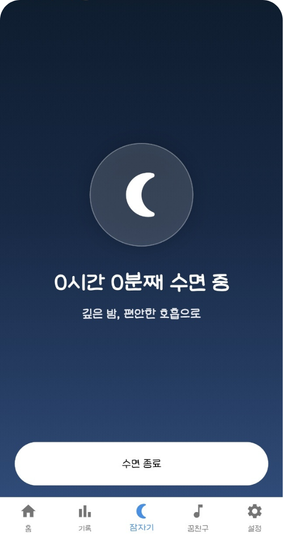 0시간 0분째 수면 중
깊은 밤, 편안한 호흡으로
수면 종료
홈
기록
잠자기
꿈친구
설정